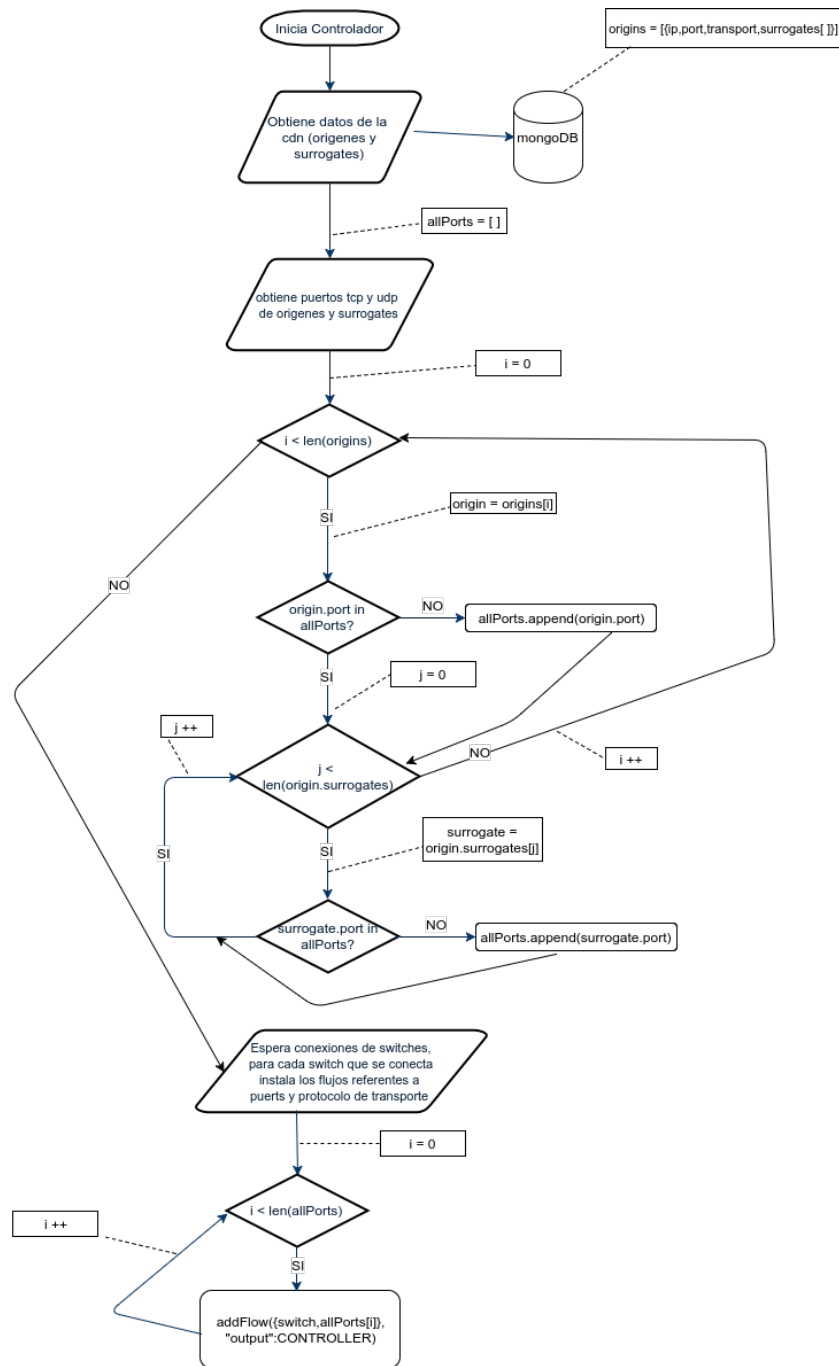 Inicia Controlador
origins = [{ip,port,transport,surrogates[ ]}]
Obtiene datos de la
cdn (origenes y
surrogates)
mongoDB
allPorts = [ ]
obtiene puertos tcp y udp
de origenes y surrogates
i = 0
i < len(origins)
origin = origins[i]
SI
NO
origin.port in
allPorts?
NO
allPorts.append(origin.port)
SI
j = 0
j ++
j <
len(origin.surrogates)
NO
i ++
surrogate =
origin.surrogates[j]
SI
SI
surrogate.port in
allPorts?
NO
allPorts.append(surrogate.port)
Espera conexiones de switches,
para cada switch que se conecta
instala los flujos referentes a
puerts y protocolo de transporte
i = 0
i < len(allPorts)
i ++
SI
addFlow({switch,allPorts[i]},
"output":CONTROLLER)